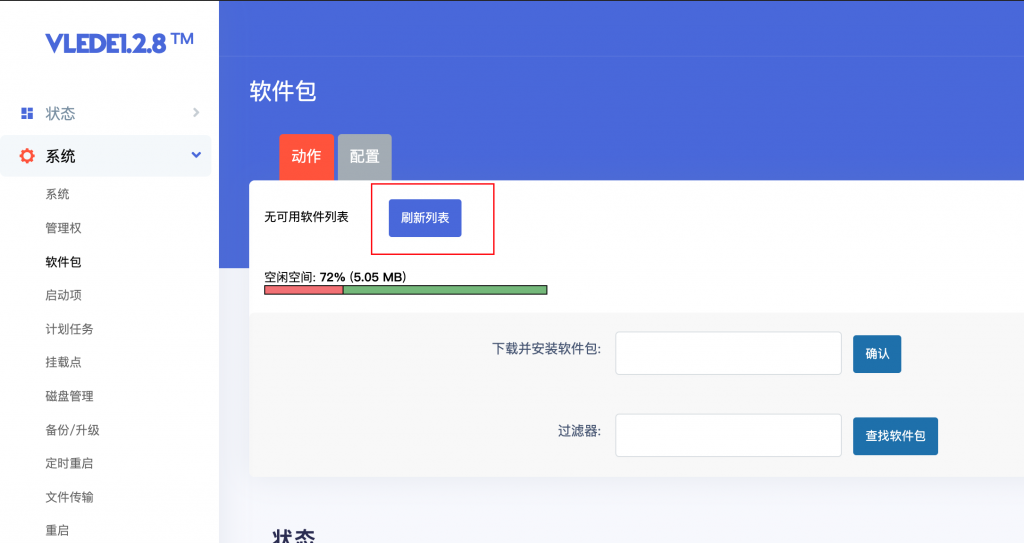 VLEDE1.2.8 ™
状态
系统
系统
管理权
软件包
启动项
计划任务
挂载点
磁盘管理
备份/升级
定时重启
文件传输
重启
软件包
动作
配置
无可用软件列表
刷新列表
空闲空间: 72% (5.05 MB)
下载并安装软件包:
确认
过滤器:
查找软件包
状态